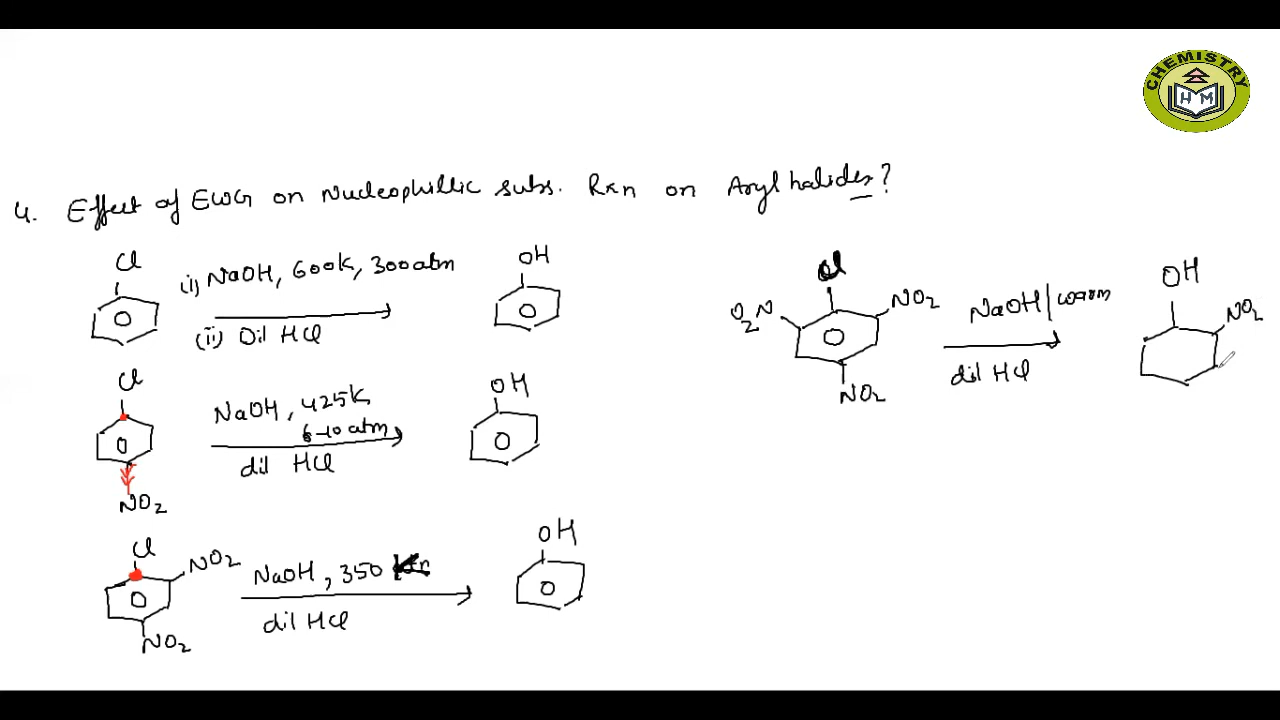 CHEMISTRY
HM
4. Effect of EWG on Nucleophillic subs. Rxn on Aryl halides?
Cl
(i) NaOH, 600K, 300atm
(ii) Dil HCl
OH
Cl
NO2
NaOH, 425K
6-10 atm
dil HCl
OH
Cl
NO2
NO2
NaOH, 350
dil HCl
OH
Cl
O2N
NO2
NO2
NaOH/warm
dil HCl
OH
NO2